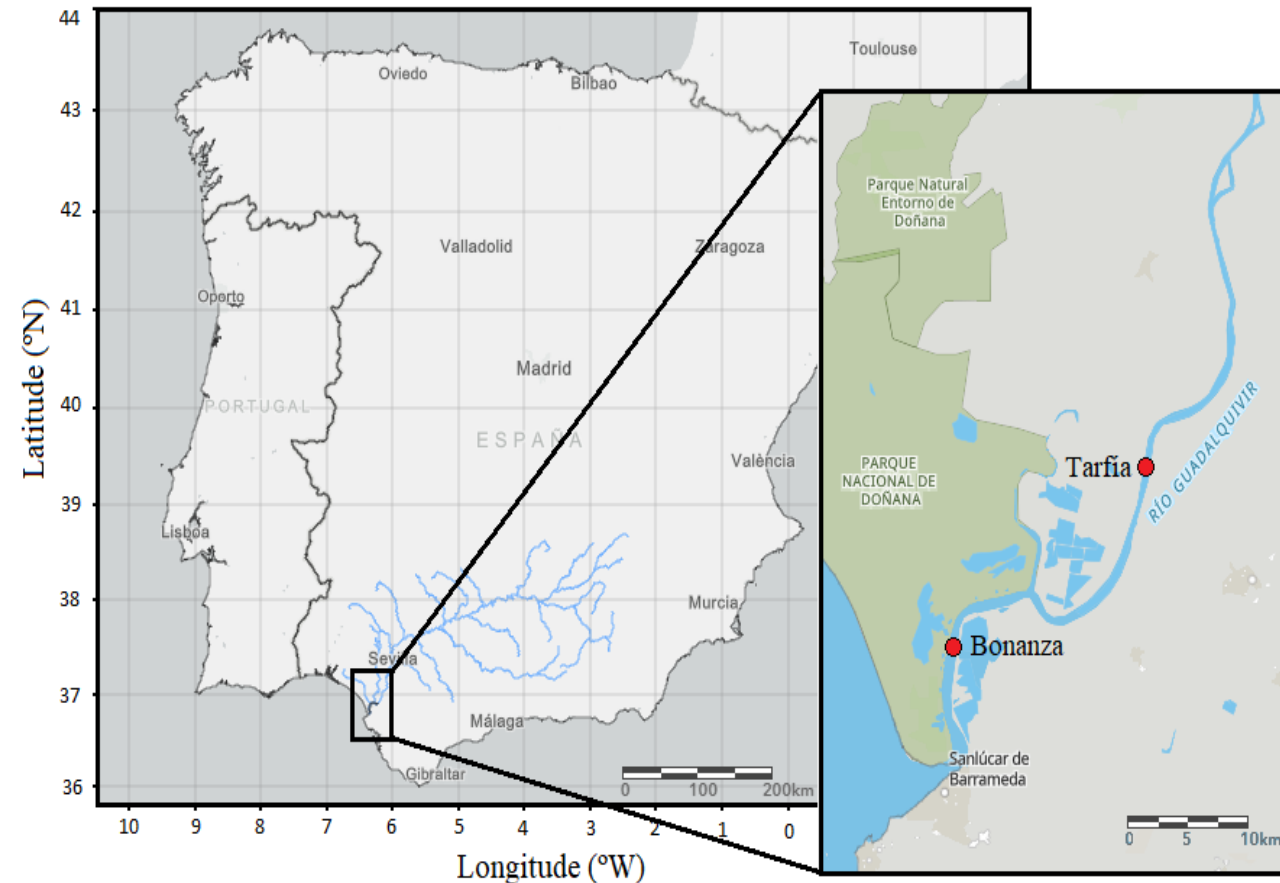 44
43
42
41
40
39
38
37
36
Latitude (ºN)
10
9
8
7
6
5
4
3
2
1
0
Longitude (ºW)
Toulouse
Oviedo
Bilbao
Valladolid
Zaragoza
Oporto
Madrid
PORTUGAL
ESPAÑA
València
Lisboa
Murcia
Sevilla
Málaga
Gibraltar
0 100 200km
Parque Natural
Entorno de
Doñana
PARQUE
NACIONAL DE
DOÑANA
Tarfía
RÍO GUADALQUIVIR
Bonanza
Sanlúcar de
Barrameda
0 5 10km